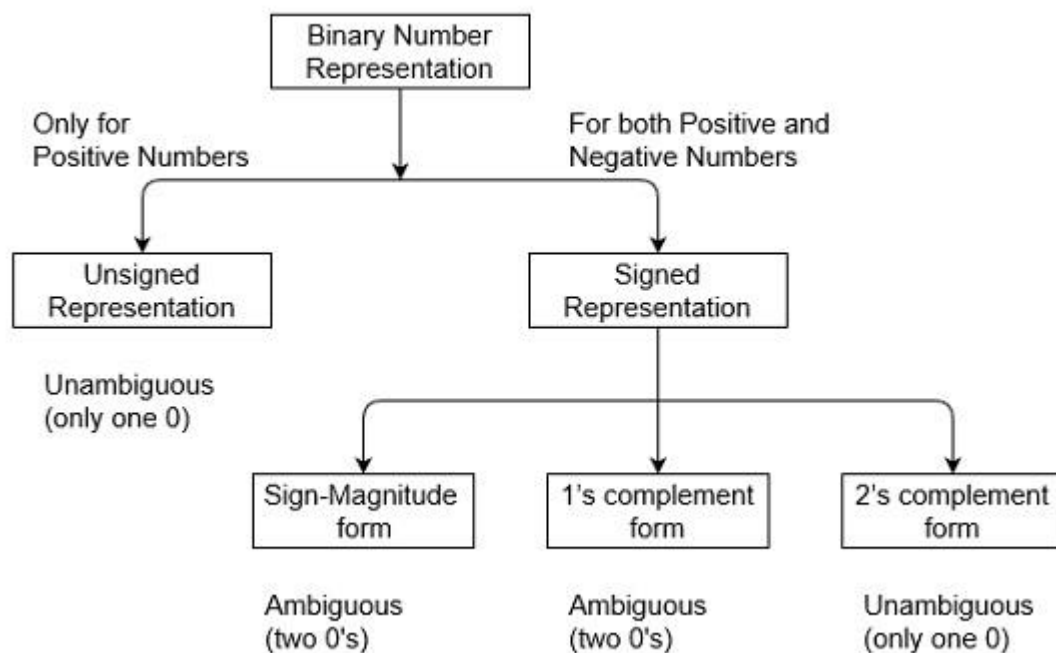 Binary Number
Representation
Only for
Positive Numbers
For both Positive and
Negative Numbers
Unsigned
Representation
Signed
Representation
Unambiguous
(only one 0)
Sign-Magnitude
form
1's complement
form
2's complement
form
Ambiguous
(two 0's)
Ambiguous
(two 0's)
Unambiguous
(only one 0)